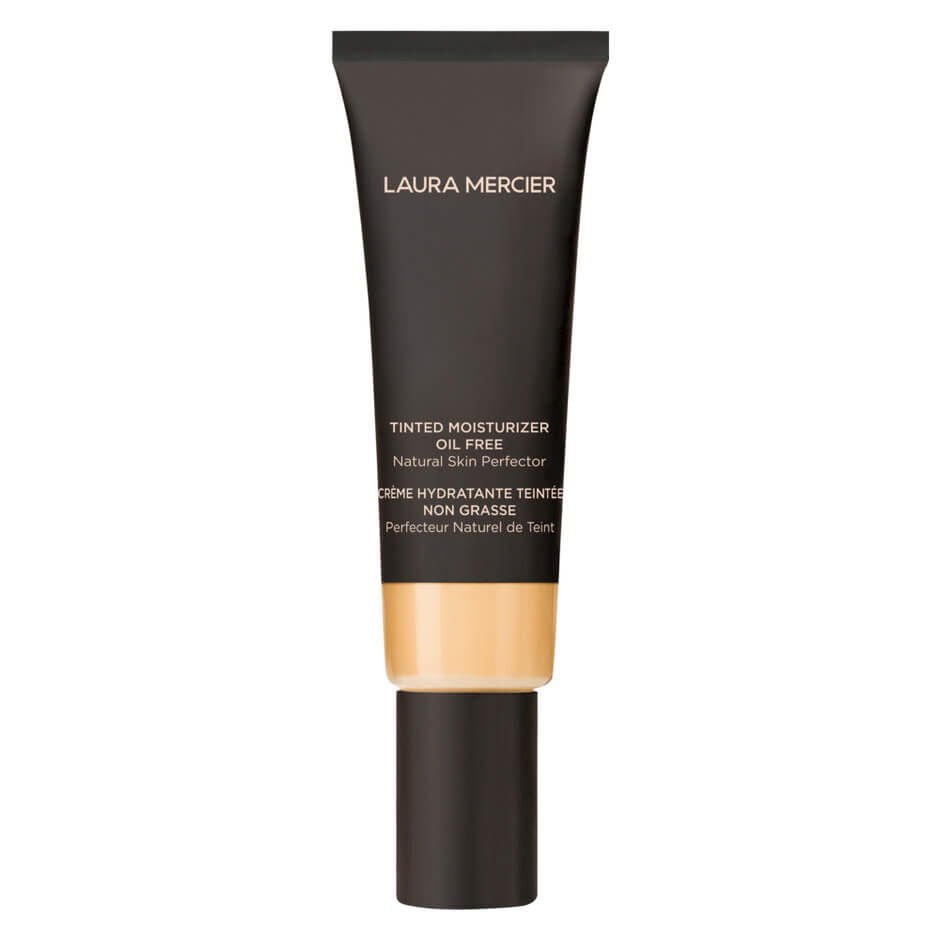 LAURA MERCIER
TINTED MOISTURIZER
OIL FREE
Natural Skin Perfector
CRÈME HYDRATANTE TEINTÉE
NON GRASSE
Perfecteur Naturel de Teint